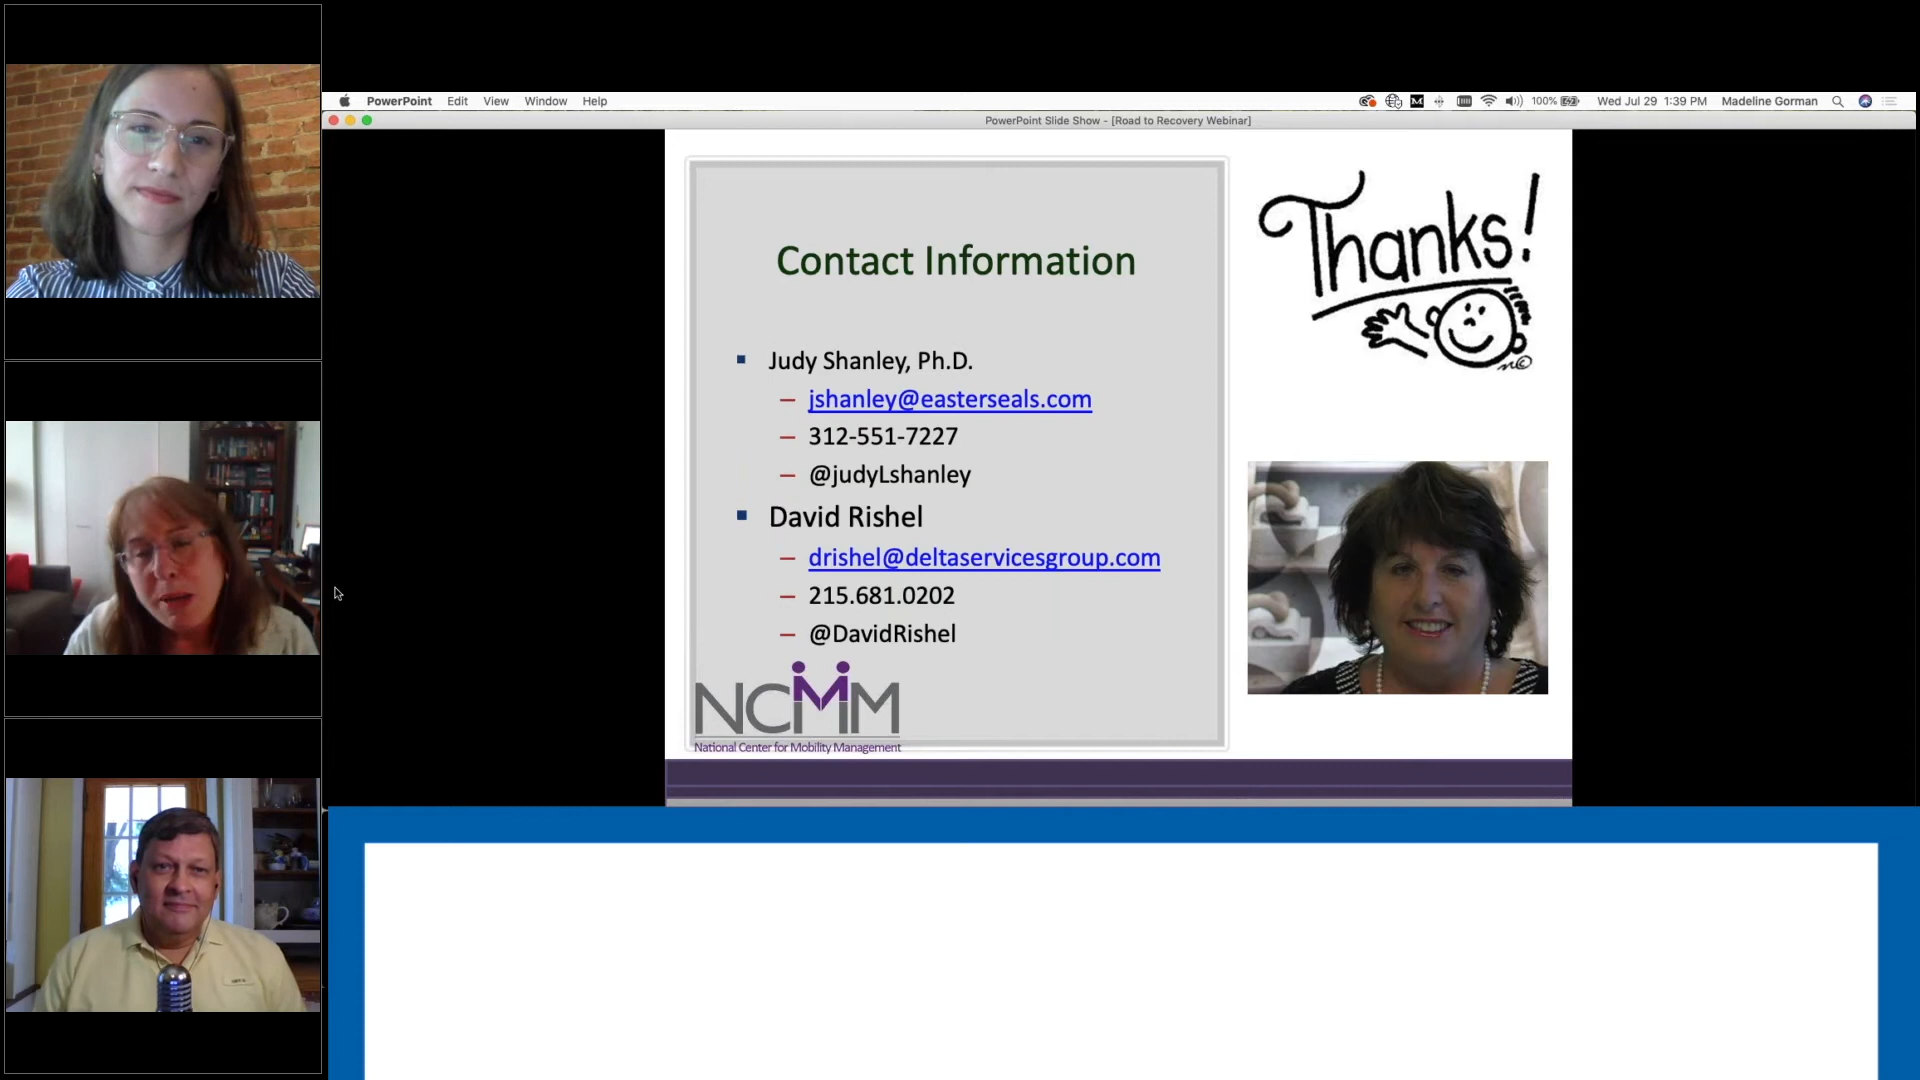 PowerPoint Edit View Window Help 100% Wed Jul 29 1:39 PM Madeline Gorman
PowerPoint Slide Show - [Road to Recovery Webinar]
Contact Information
Judy Shanley, Ph.D.
– jshanley@easterseals.com
– 312-551-7227
– @judyLshanley
David Rishel
– drishel@deltaservicesgroup.com
– 215.681.0202
– @DavidRishel
NCMM
National Center for Mobility Management
Thanks!